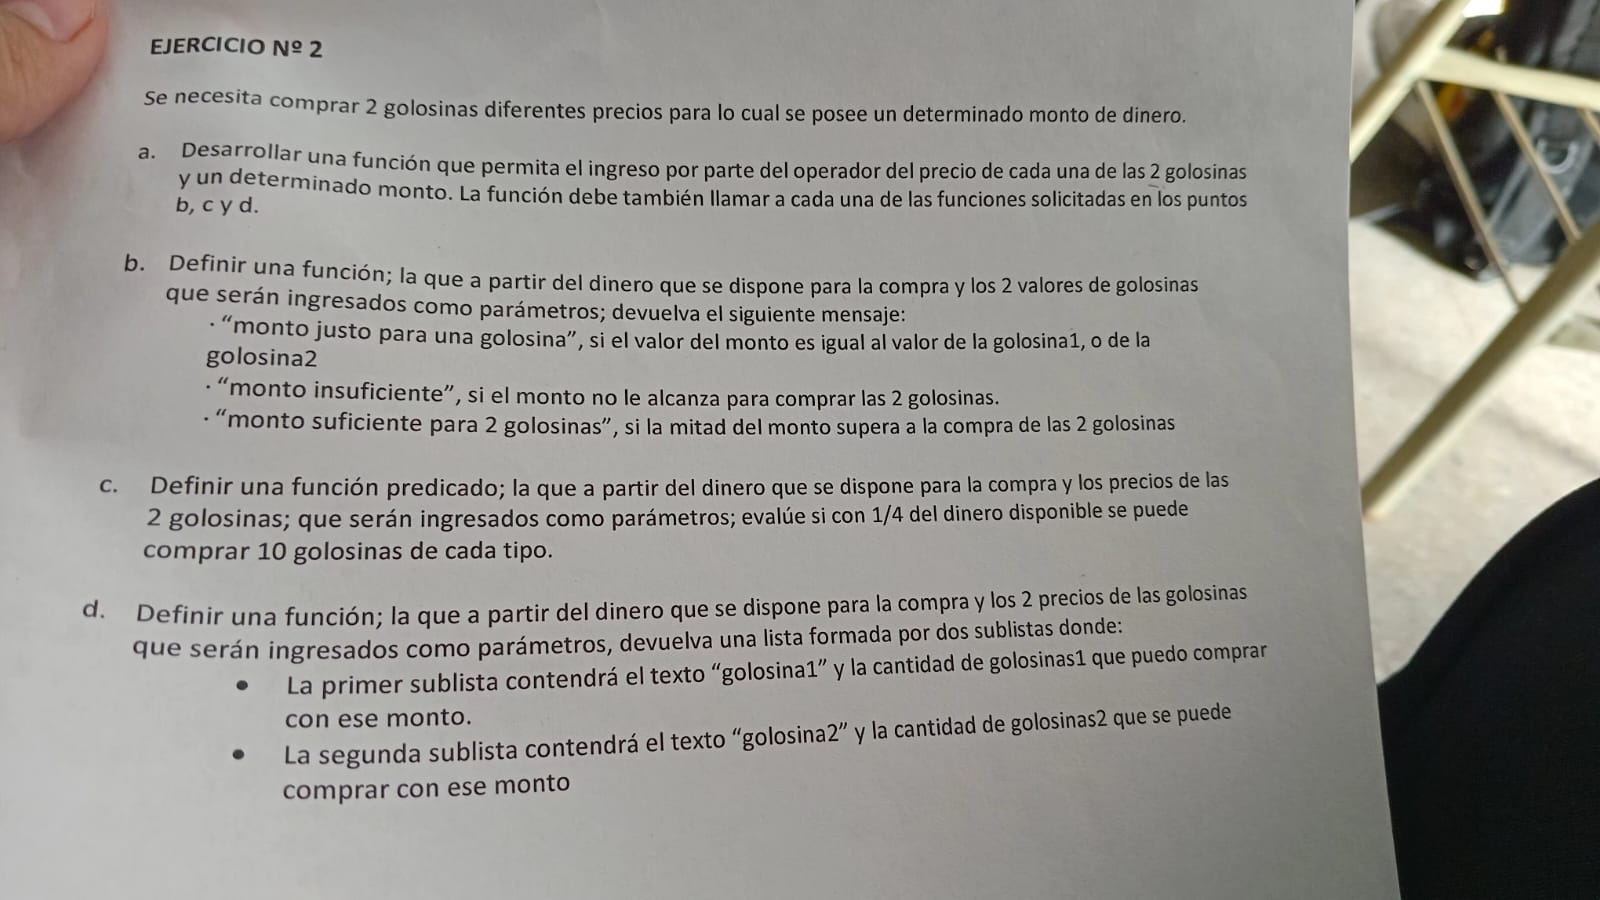 EJERCICIO Nº 2
Se necesita comprar 2 golosinas diferentes precios para lo cual se posee un determinado monto de dinero.
a. Desarrollar una función que permita el ingreso por parte del operador del precio de cada una de las 2 golosinas
y un determinado monto. La función debe también llamar a cada una de las funciones solicitadas en los puntos
b, c y d.
b. Definir una función; la que a partir del dinero que se dispone para la compra y los 2 valores de golosinas
que serán ingresados como parámetros; devuelva el siguiente mensaje:
· “monto justo para una golosina”, si el valor del monto es igual al valor de la golosina1, o de la
golosina2
· “monto insuficiente”, si el monto no le alcanza para comprar las 2 golosinas.
· “monto suficiente para 2 golosinas”, si la mitad del monto supera a la compra de las 2 golosinas
c. Definir una función predicado; la que a partir del dinero que se dispone para la compra y los precios de las
2 golosinas; que serán ingresados como parámetros; evalúe si con 1/4 del dinero disponible se puede
comprar 10 golosinas de cada tipo.
d. Definir una función; la que a partir del dinero que se dispone para la compra y los 2 precios de las golosinas
que serán ingresados como parámetros, devuelva una lista formada por dos sublistas donde:
• La primer sublista contendrá el texto “golosina1” y la cantidad de golosinas1 que puedo comprar
con ese monto.
• La segunda sublista contendrá el texto “golosina2” y la cantidad de golosinas2 que se puede
comprar con ese monto